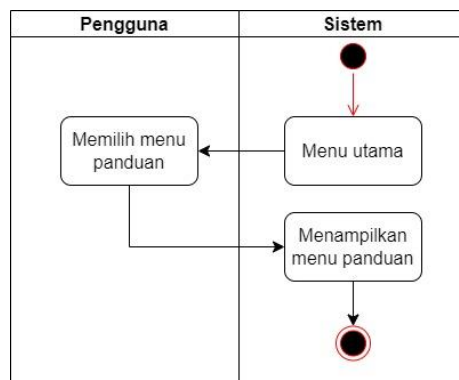 Pengguna
Sistem
Memilih menu
panduan
Menu utama
Menampilkan
menu panduan